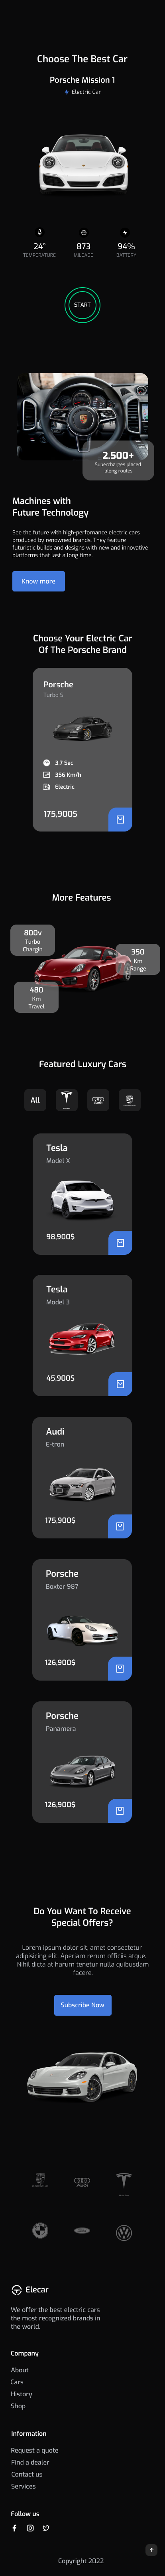 Choose The Best Car
Porsche Mission 1
Electric Car
24°
TEMPERATURE
873
MILEAGE
94%
BATTERY
START
2.500+
Supercharges placed
along routes
Machines with
Future Technology
See the future with high-perfomance electric cars
produced by renowned brands. They feature
futuristic builds and designs with new and innovative
platforms that last a long time.
Know more
Choose Your Electric Car
Of The Porsche Brand
Porsche
Turbo S
3.7 Sec
356 Km/h
Electric
175,900$
More Features
800v
Turbo
Chargin
350
Km
Range
480
Km
Travel
Featured Luxury Cars
All
Tesla
Model X
98,900$
Tesla
Model 3
45,900$
Audi
E-tron
175,900$
Porsche
Boxter 987
126,900$
Porsche
Panamera
126,900$
Do You Want To Receive
Special Offers?
Lorem ipsum dolor sit. amet consectetur
adipisicing elit. Aperiam rerum officiis atque.
Nihil dicta at harum tenetur nulla quibusdam
facere.
Subscribe Now
Audi
Elecar
We offer the best electric cars
the most recognized brands in
the world.
Company
About
Cars
History
Shop
Information
Request a quote
Find a dealer
Contact us
Services
Follow us
Copyright 2022